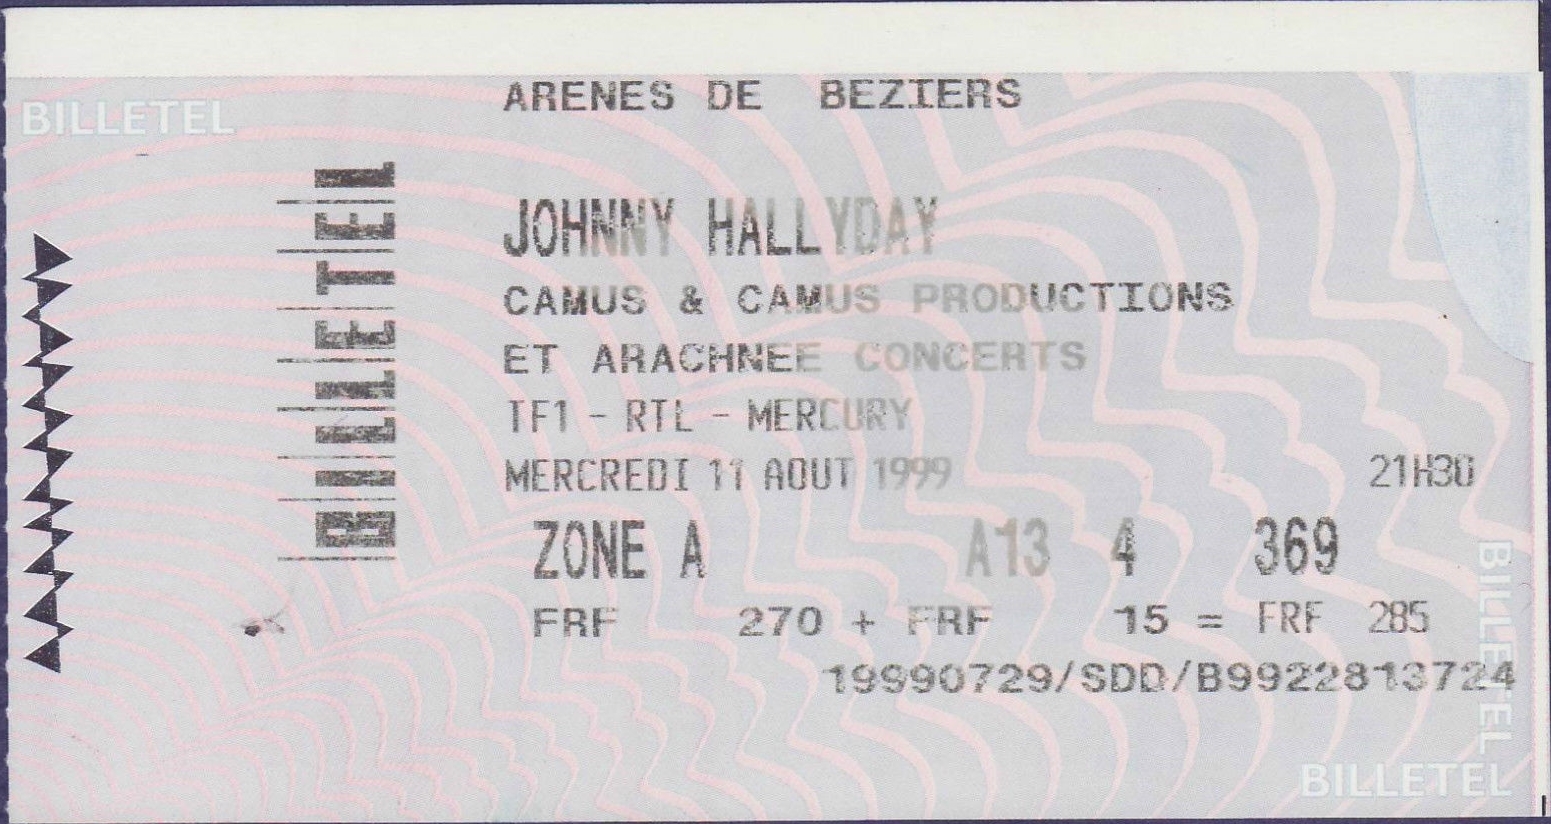 BILLETEL
ARENES DE BEZIERS
BILLETEL
JOHNNY HALLYDAY
CAMUS & CAMUS PRODUCTIONS
ET ARACHNEE CONCERTS
TF1 - RTL - MERCURY
MERCREDI 11 AOUT 1999 21H30
ZONE A A13 4 369
FRF 270 + FRF 15 = FRF 285
19990729/SDD/B9922813724
BILLETEL
BILLETEL